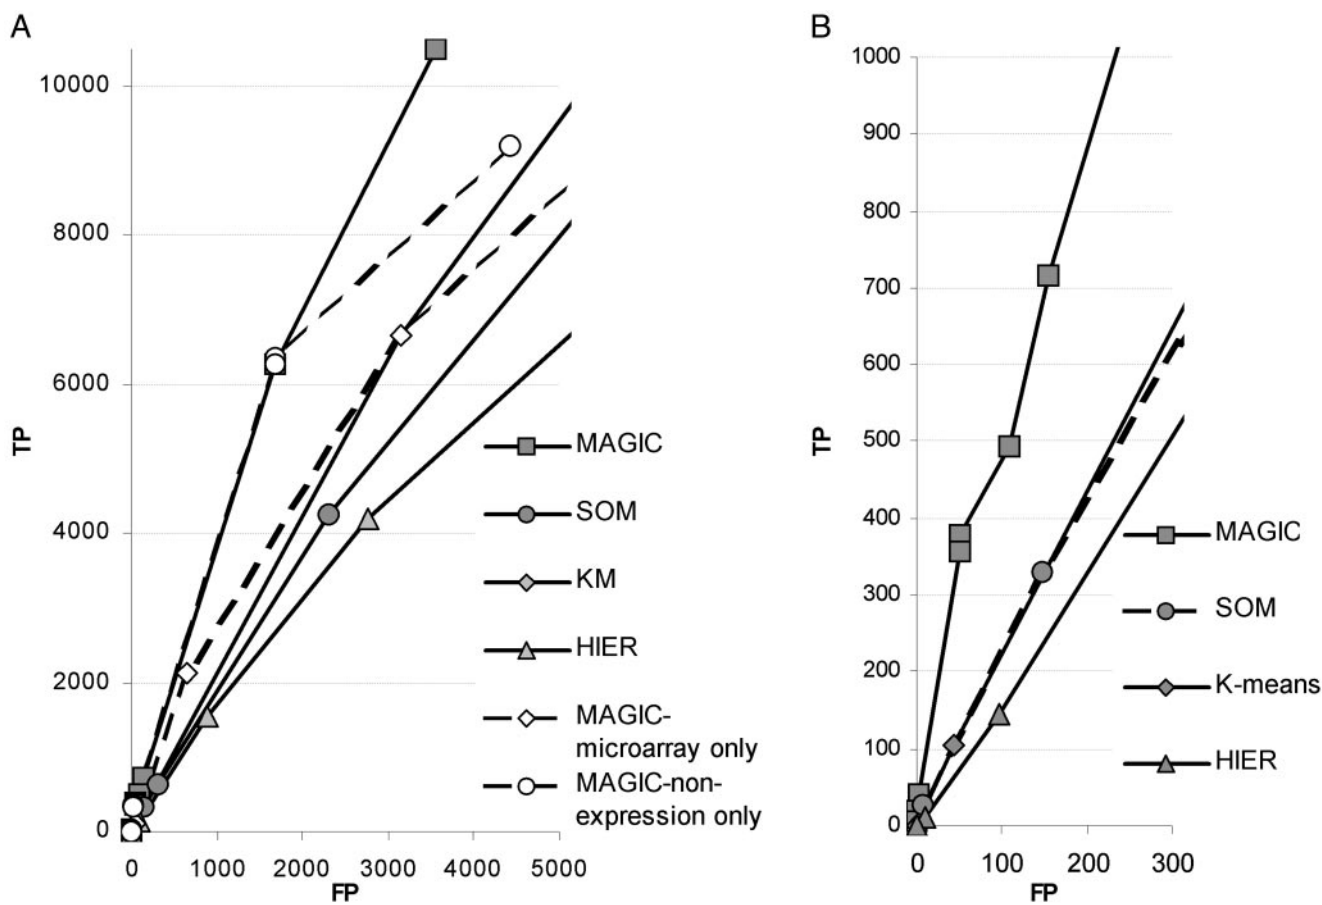 A
10000
8000
6000
4000
2000
0
TP
0 1000 2000 3000 4000 5000
FP
MAGIC
SOM
KM
HIER
MAGIC-
microarray only
MAGIC-non-
expression only
B
1000
900
800
700
600
500
400
300
200
100
0
TP
0 100 200 300
FP
MAGIC
SOM
K-means
HIER